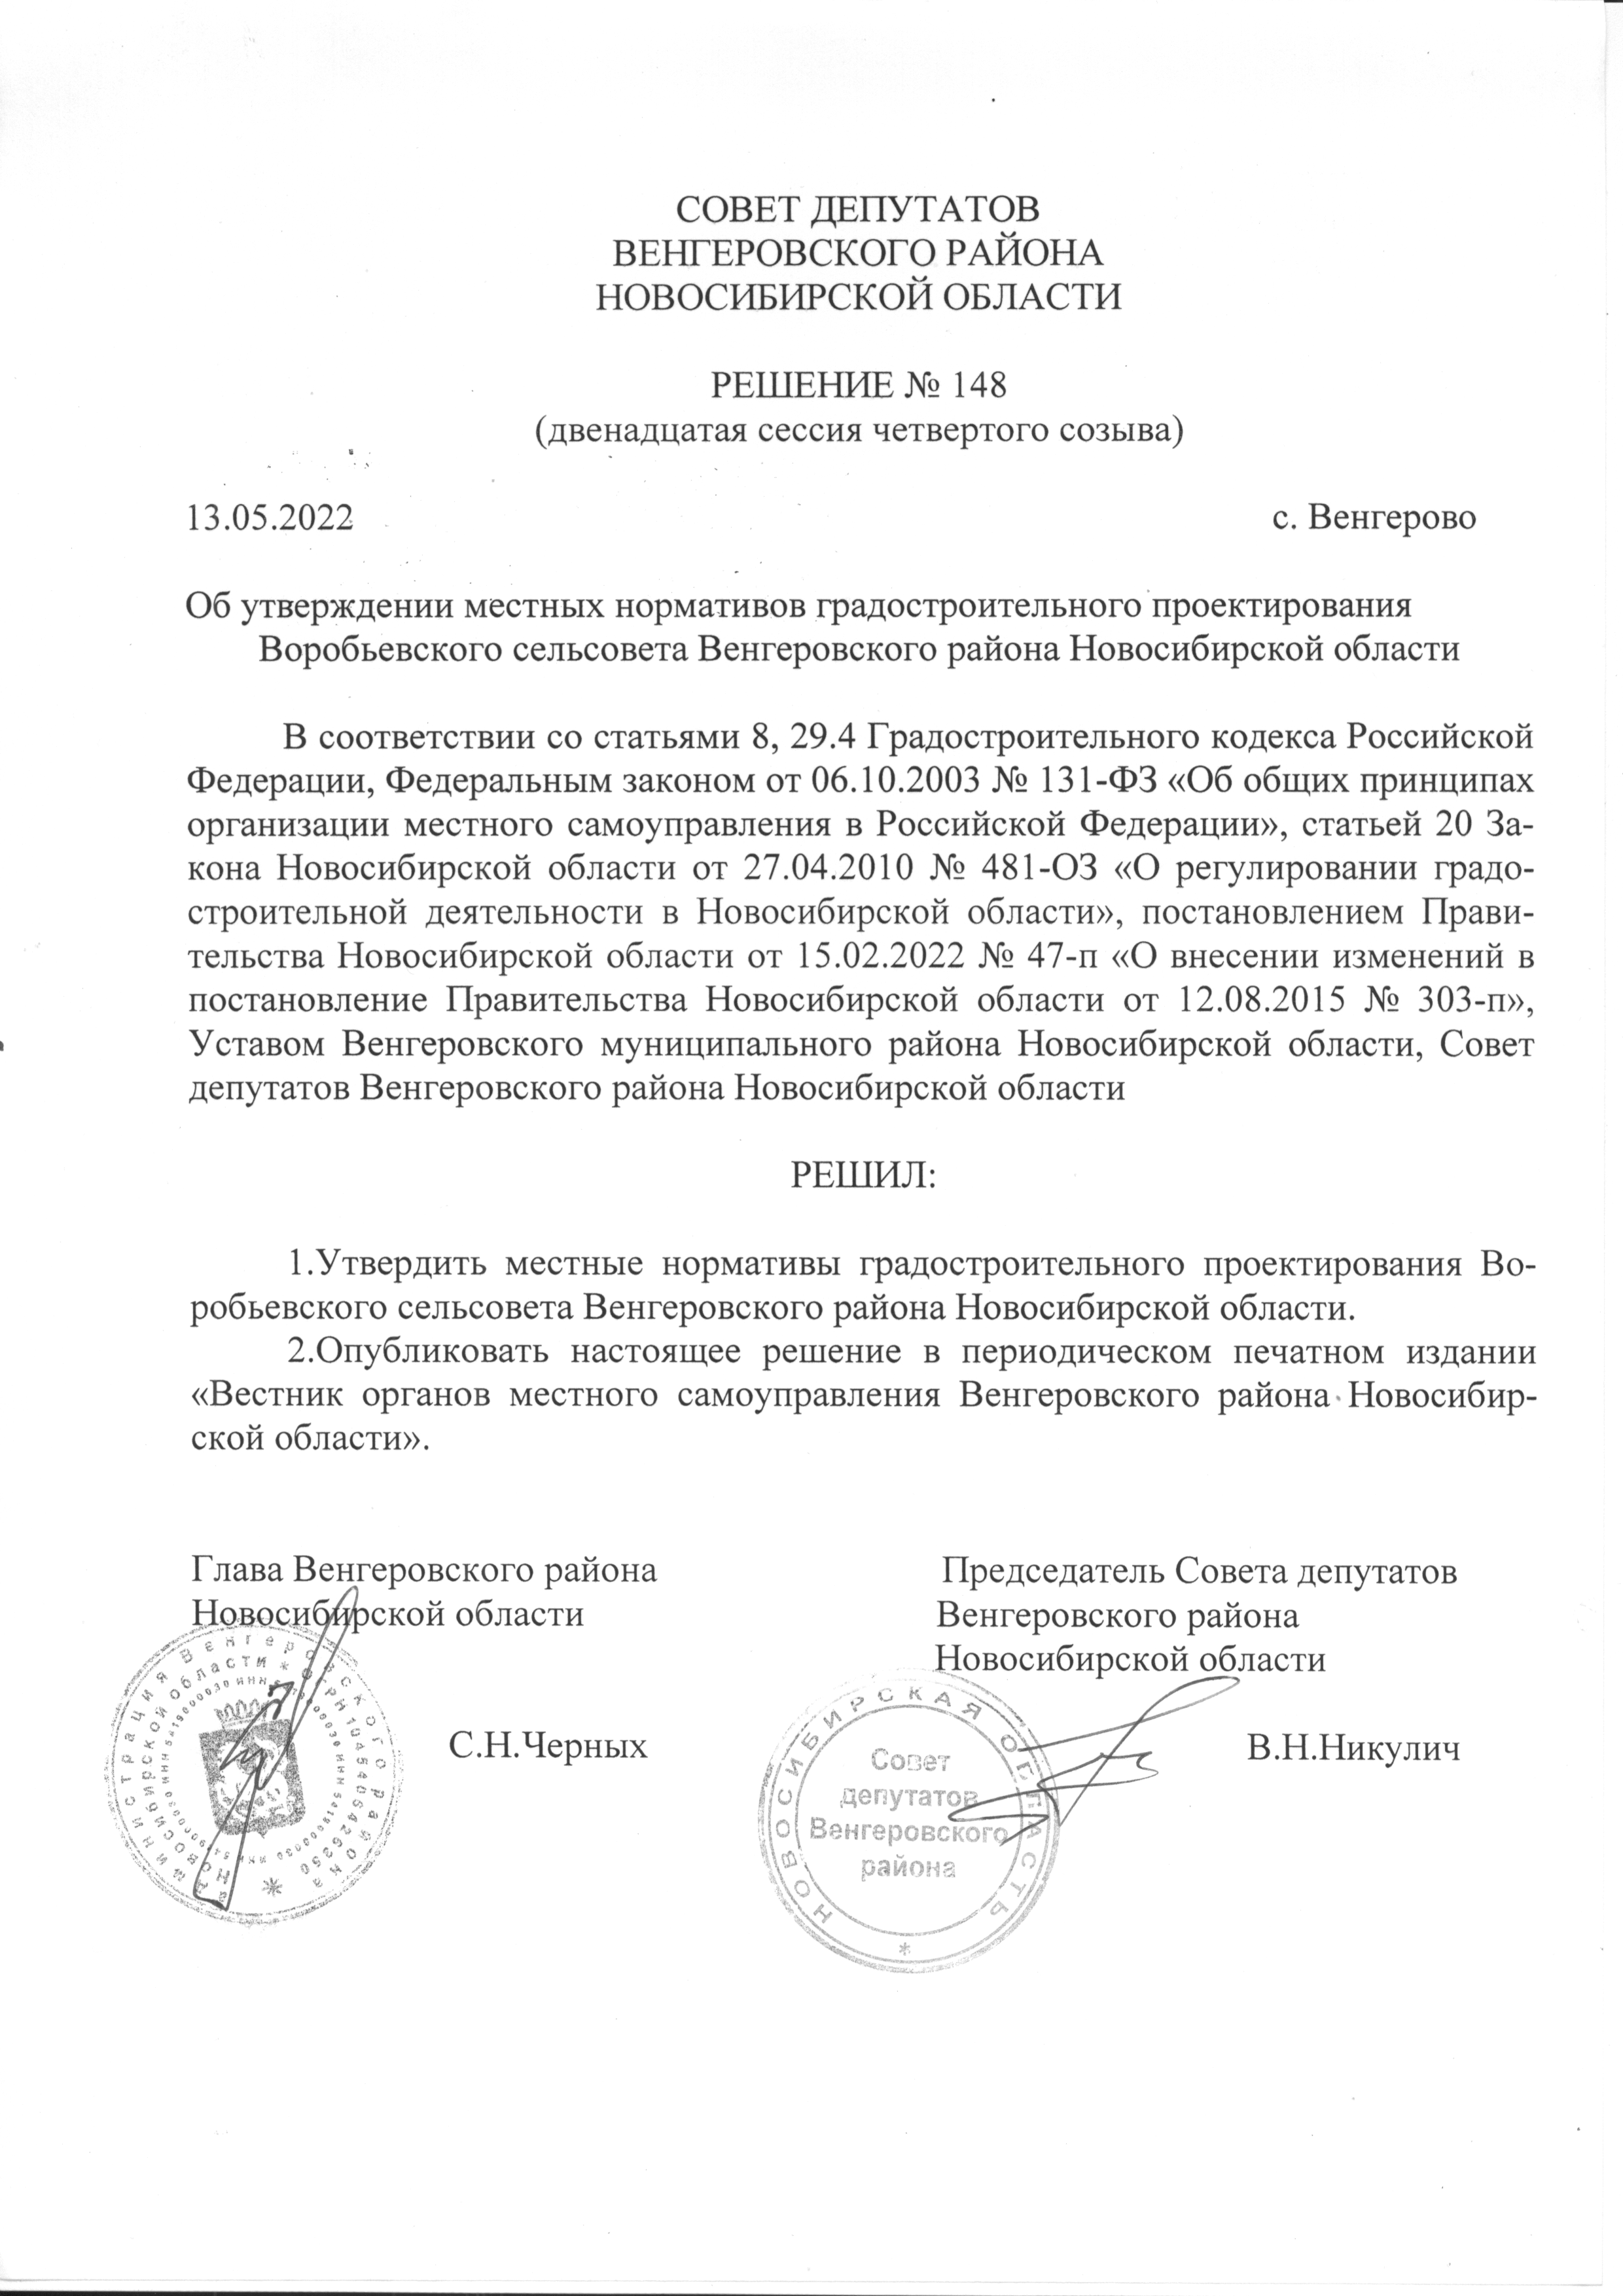 СОВЕТ ДЕПУТАТОВ
ВЕНГЕРОВСКОГО РАЙОНА
НОВОСИБИРСКОЙ ОБЛАСТИ
РЕШЕНИЕ № 148
(двенадцатая сессия четвертого созыва)
13.05.2022 с. Венгерово
Об утверждении местных нормативов градостроительного проектирования
Воробьевского сельсовета Венгеровского района Новосибирской области
В соответствии со статьями 8, 29.4 Градостроительного кодекса Российской
Федерации, Федеральным законом от 06.10.2003 № 131-ФЗ «Об общих принципах
организации местного самоуправления в Российской Федерации», статьей 20 За-
кона Новосибирской области от 27.04.2010 № 481-ОЗ «О регулировании градо-
строительной деятельности в Новосибирской области», постановлением Прави-
тельства Новосибирской области от 15.02.2022 № 47-п «О внесении изменений в
постановление Правительства Новосибирской области от 12.08.2015 № 303-п»,
Уставом Венгеровского муниципального района Новосибирской области, Совет
депутатов Венгеровского района Новосибирской области
РЕШИЛ:
1.Утвердить местные нормативы градостроительного проектирования Во-
робьевского сельсовета Венгеровского района Новосибирской области.
2.Опубликовать настоящее решение в периодическом печатном издании
«Вестник органов местного самоуправления Венгеровского района Новосибир-
ской области».
Глава Венгеровского района
Новосибирской области
С.Н.Черных
Председатель Совета депутатов
Венгеровского района
Новосибирской области
В.Н.Никулич
Администрация Венгеровского района
Новосибирской области *
НОВОСИБИРСКАЯ ОБЛАСТЬ *
Совет
депутатов
Венгеровского
района